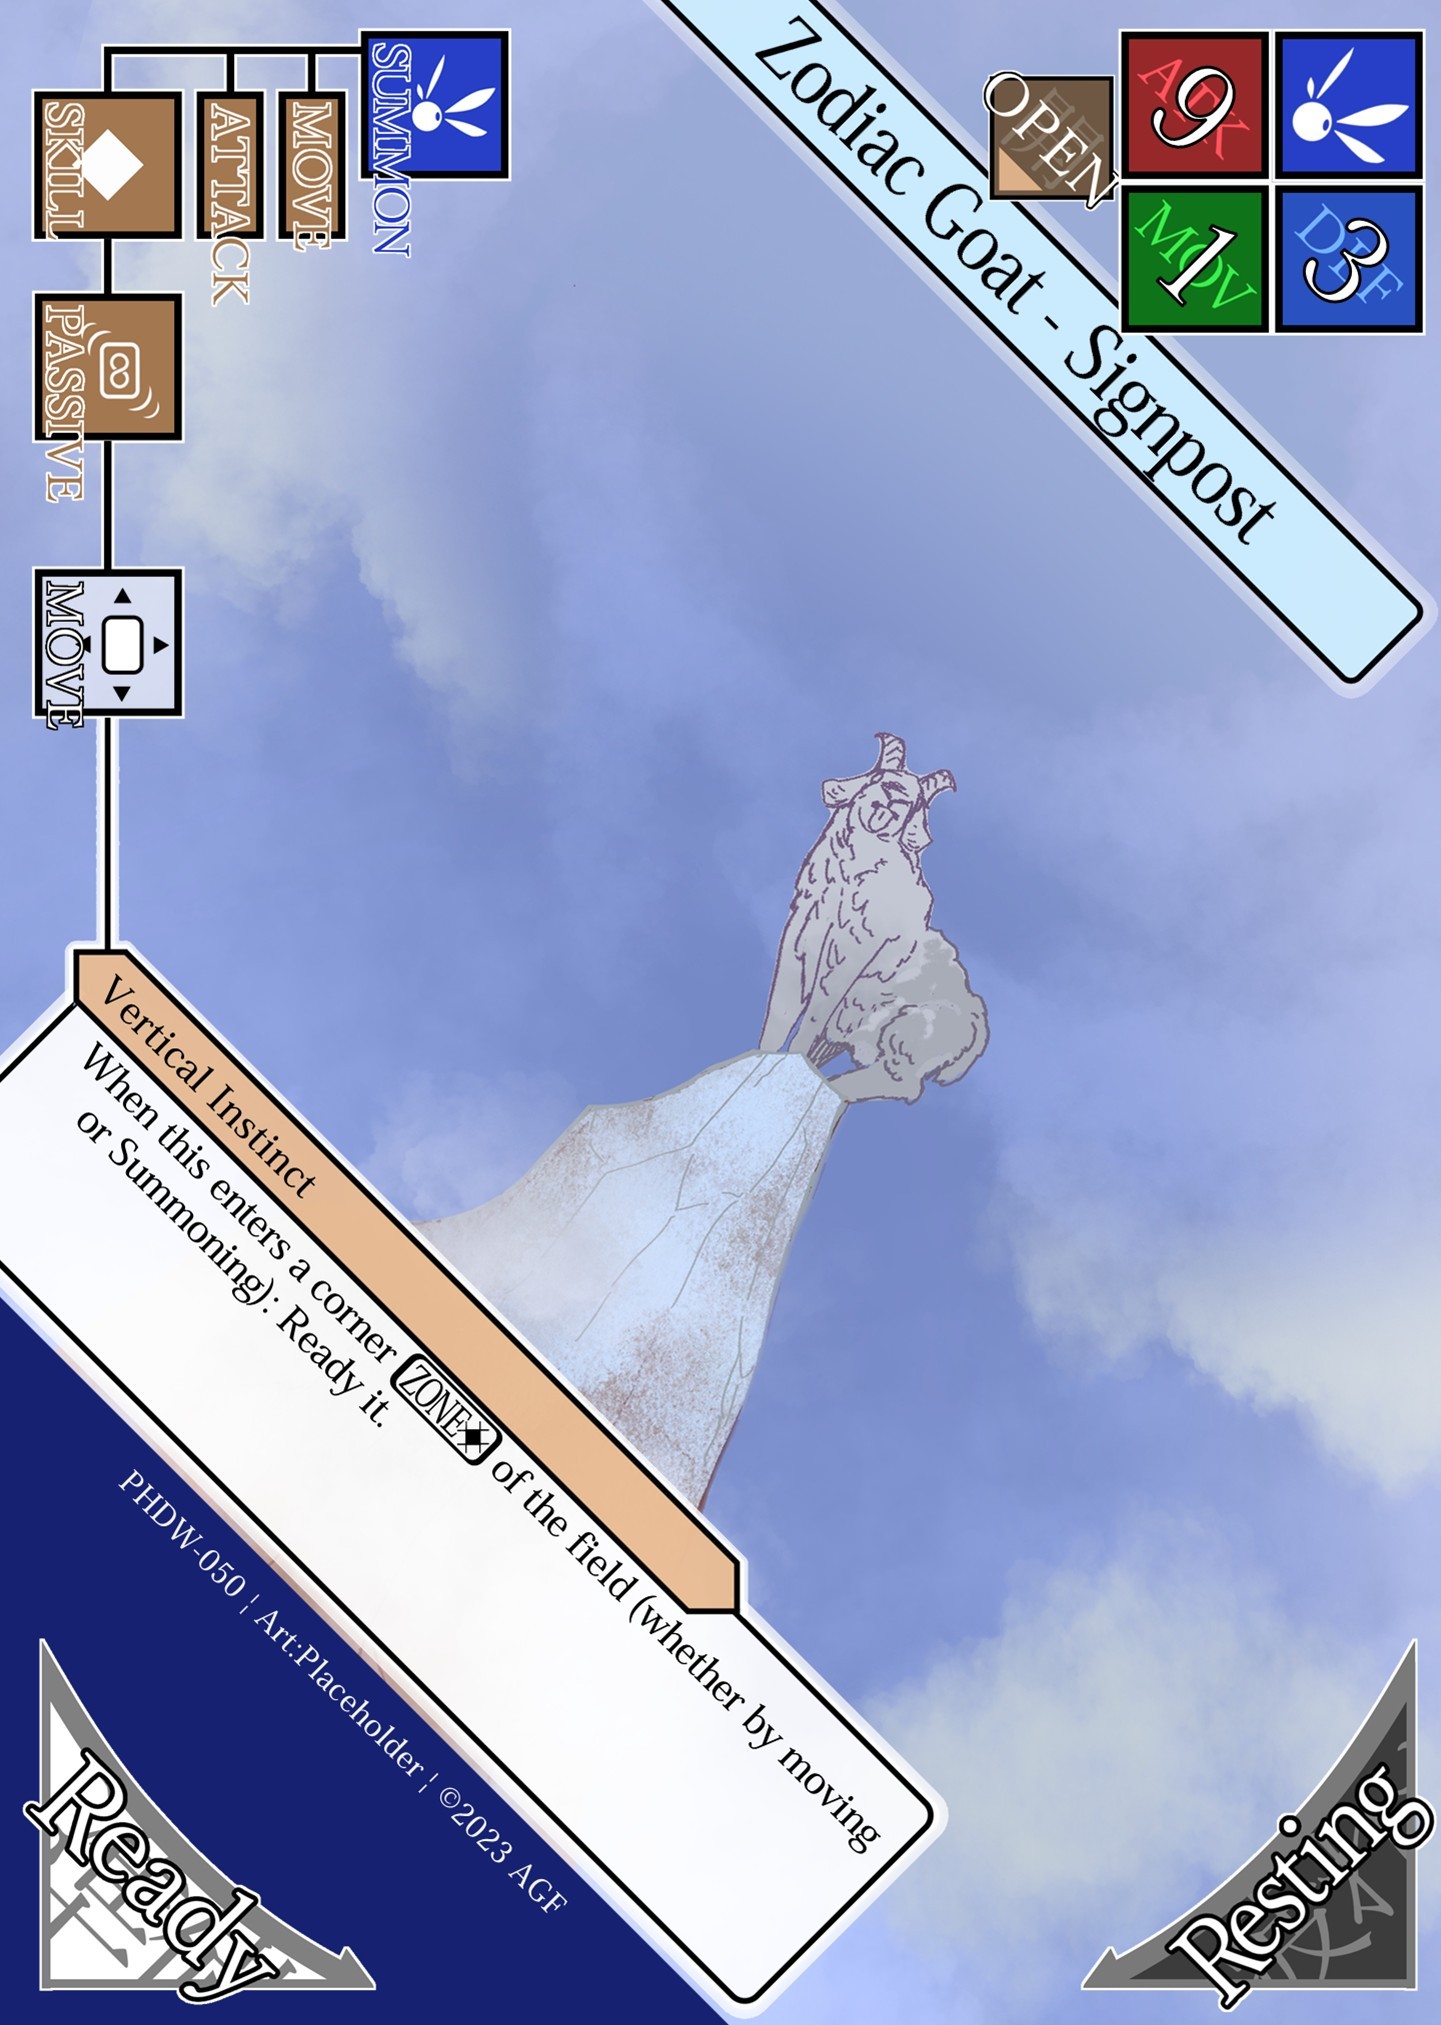 Zodiac Goat - Signpost
OPEN
ATK 9
MOV 1
DEF 3
SUMMON
MOVE
ATTACK
SKILL
PASSIVE
8
MOVE
Vertical Instinct
When this enters a corner ZONE of the field (whether by moving
or Summoning): Ready it.
PHDW-050 ¦ Art:Placeholder ¦ ©2023 AGF
Ready
Resting